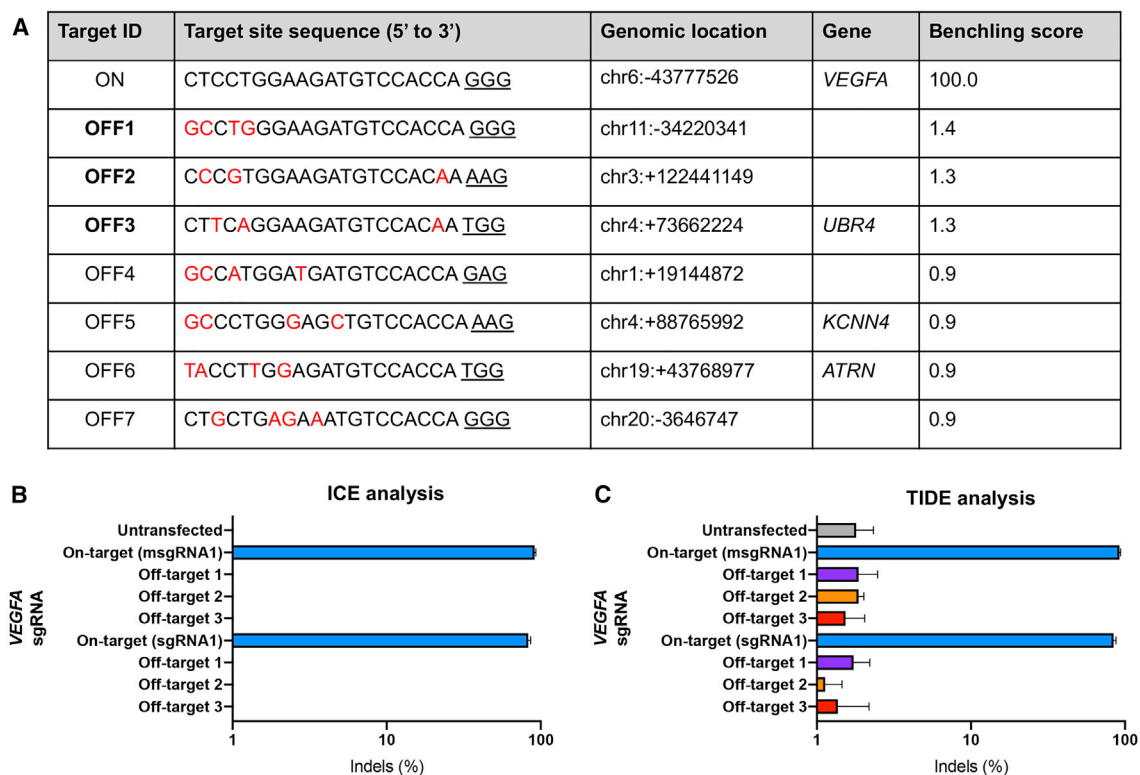 A
Target ID Target site sequence (5’ to 3’) Genomic location Gene Benchling score
ON CTCCTGGAAGATGTCCACCA GGG chr6:-43777526 VEGFA 100.0
OFF1 GCCTGGGAAGATGTCCACCA GGG chr11:-34220341 1.4
OFF2 CCCGTGGAAGATGTCCACAA AAG chr3:+122441149 1.3
OFF3 CTTCAGGAAGATGTCCACAA TGG chr4:+73662224 UBR4 1.3
OFF4 GCCATGGATGATGTCCACCA GAG chr1:+19144872 0.9
OFF5 GCCCTGGGAGCTGTCCACCA AAG chr4:+88765992 KCNN4 0.9
OFF6 TACCTTGGAGATGTCCACCA TGG chr19:+43768977 ATRN 0.9
OFF7 CTGCTGAGAAATGTCCACCA GGG chr20:-3646747 0.9
B
ICE analysis
VEGFA
sgRNA
Untransfected
On-target (msgRNA1)
Off-target 1
Off-target 2
Off-target 3
On-target (sgRNA1)
Off-target 1
Off-target 2
Off-target 3
1 10 100
Indels (%)
C
TIDE analysis
VEGFA
sgRNA
Untransfected
On-target (msgRNA1)
Off-target 1
Off-target 2
Off-target 3
On-target (sgRNA1)
Off-target 1
Off-target 2
Off-target 3
1 10 100
Indels (%)